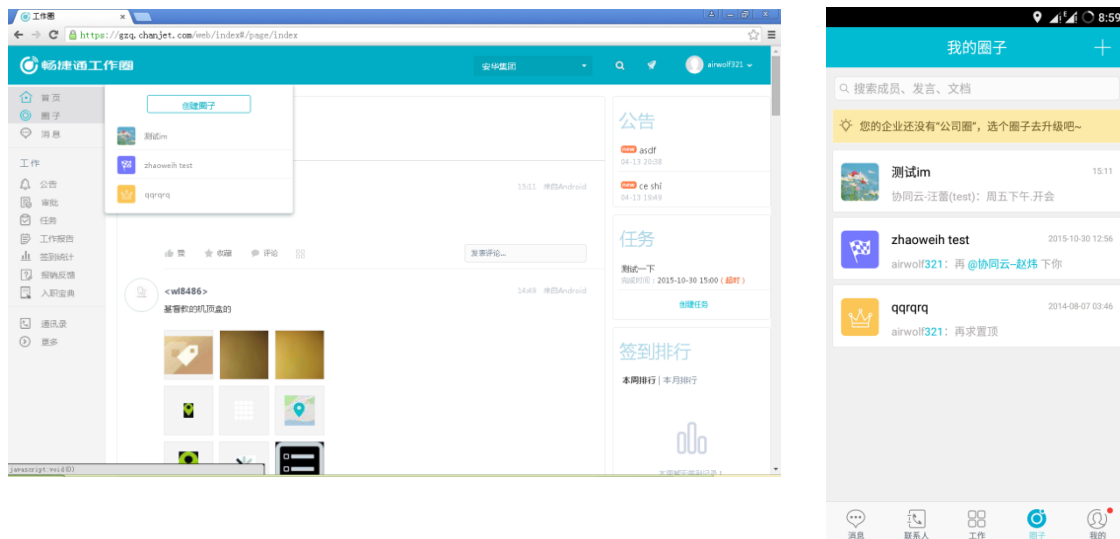 工作圈
https://gzq.chanjet.com/web/index#/page/index
畅捷通工作圈
安华集团
airwolf321
首页
圈子
消息
工作
公告
审批
任务
工作报告
签到统计
报销反馈
入职宝典
通讯录
更多
创建圈子
测试im
zhaoweih test
qqrqrq
15:11 来自Android
赞 收藏 评论
发表评论...
<wl8486>
14:49 来自Android
基督教的机顶盒的
javascript:void(0)
公告
new asdf
04-13 20:38
new ce shi
04-13 18:49
任务
测试一下
完成时间：2015-10-30 15:00 ( 超时 )
创建任务
签到排行
本周排行 | 本月排行
8:59
我的圈子
搜索成员、发言、文档
您的企业还没有“公司圈”，选个圈子去升级吧~
测试im 15:11
协同云-汪蕾(test)：周五下午.开会
zhaoweih test 2015-10-30 12:56
airwolf321：再 @协同云–赵炜 下你
qqrqrq 2014-08-07 03:46
airwolf321：再求置顶
消息 联系人 工作 圈子 我的